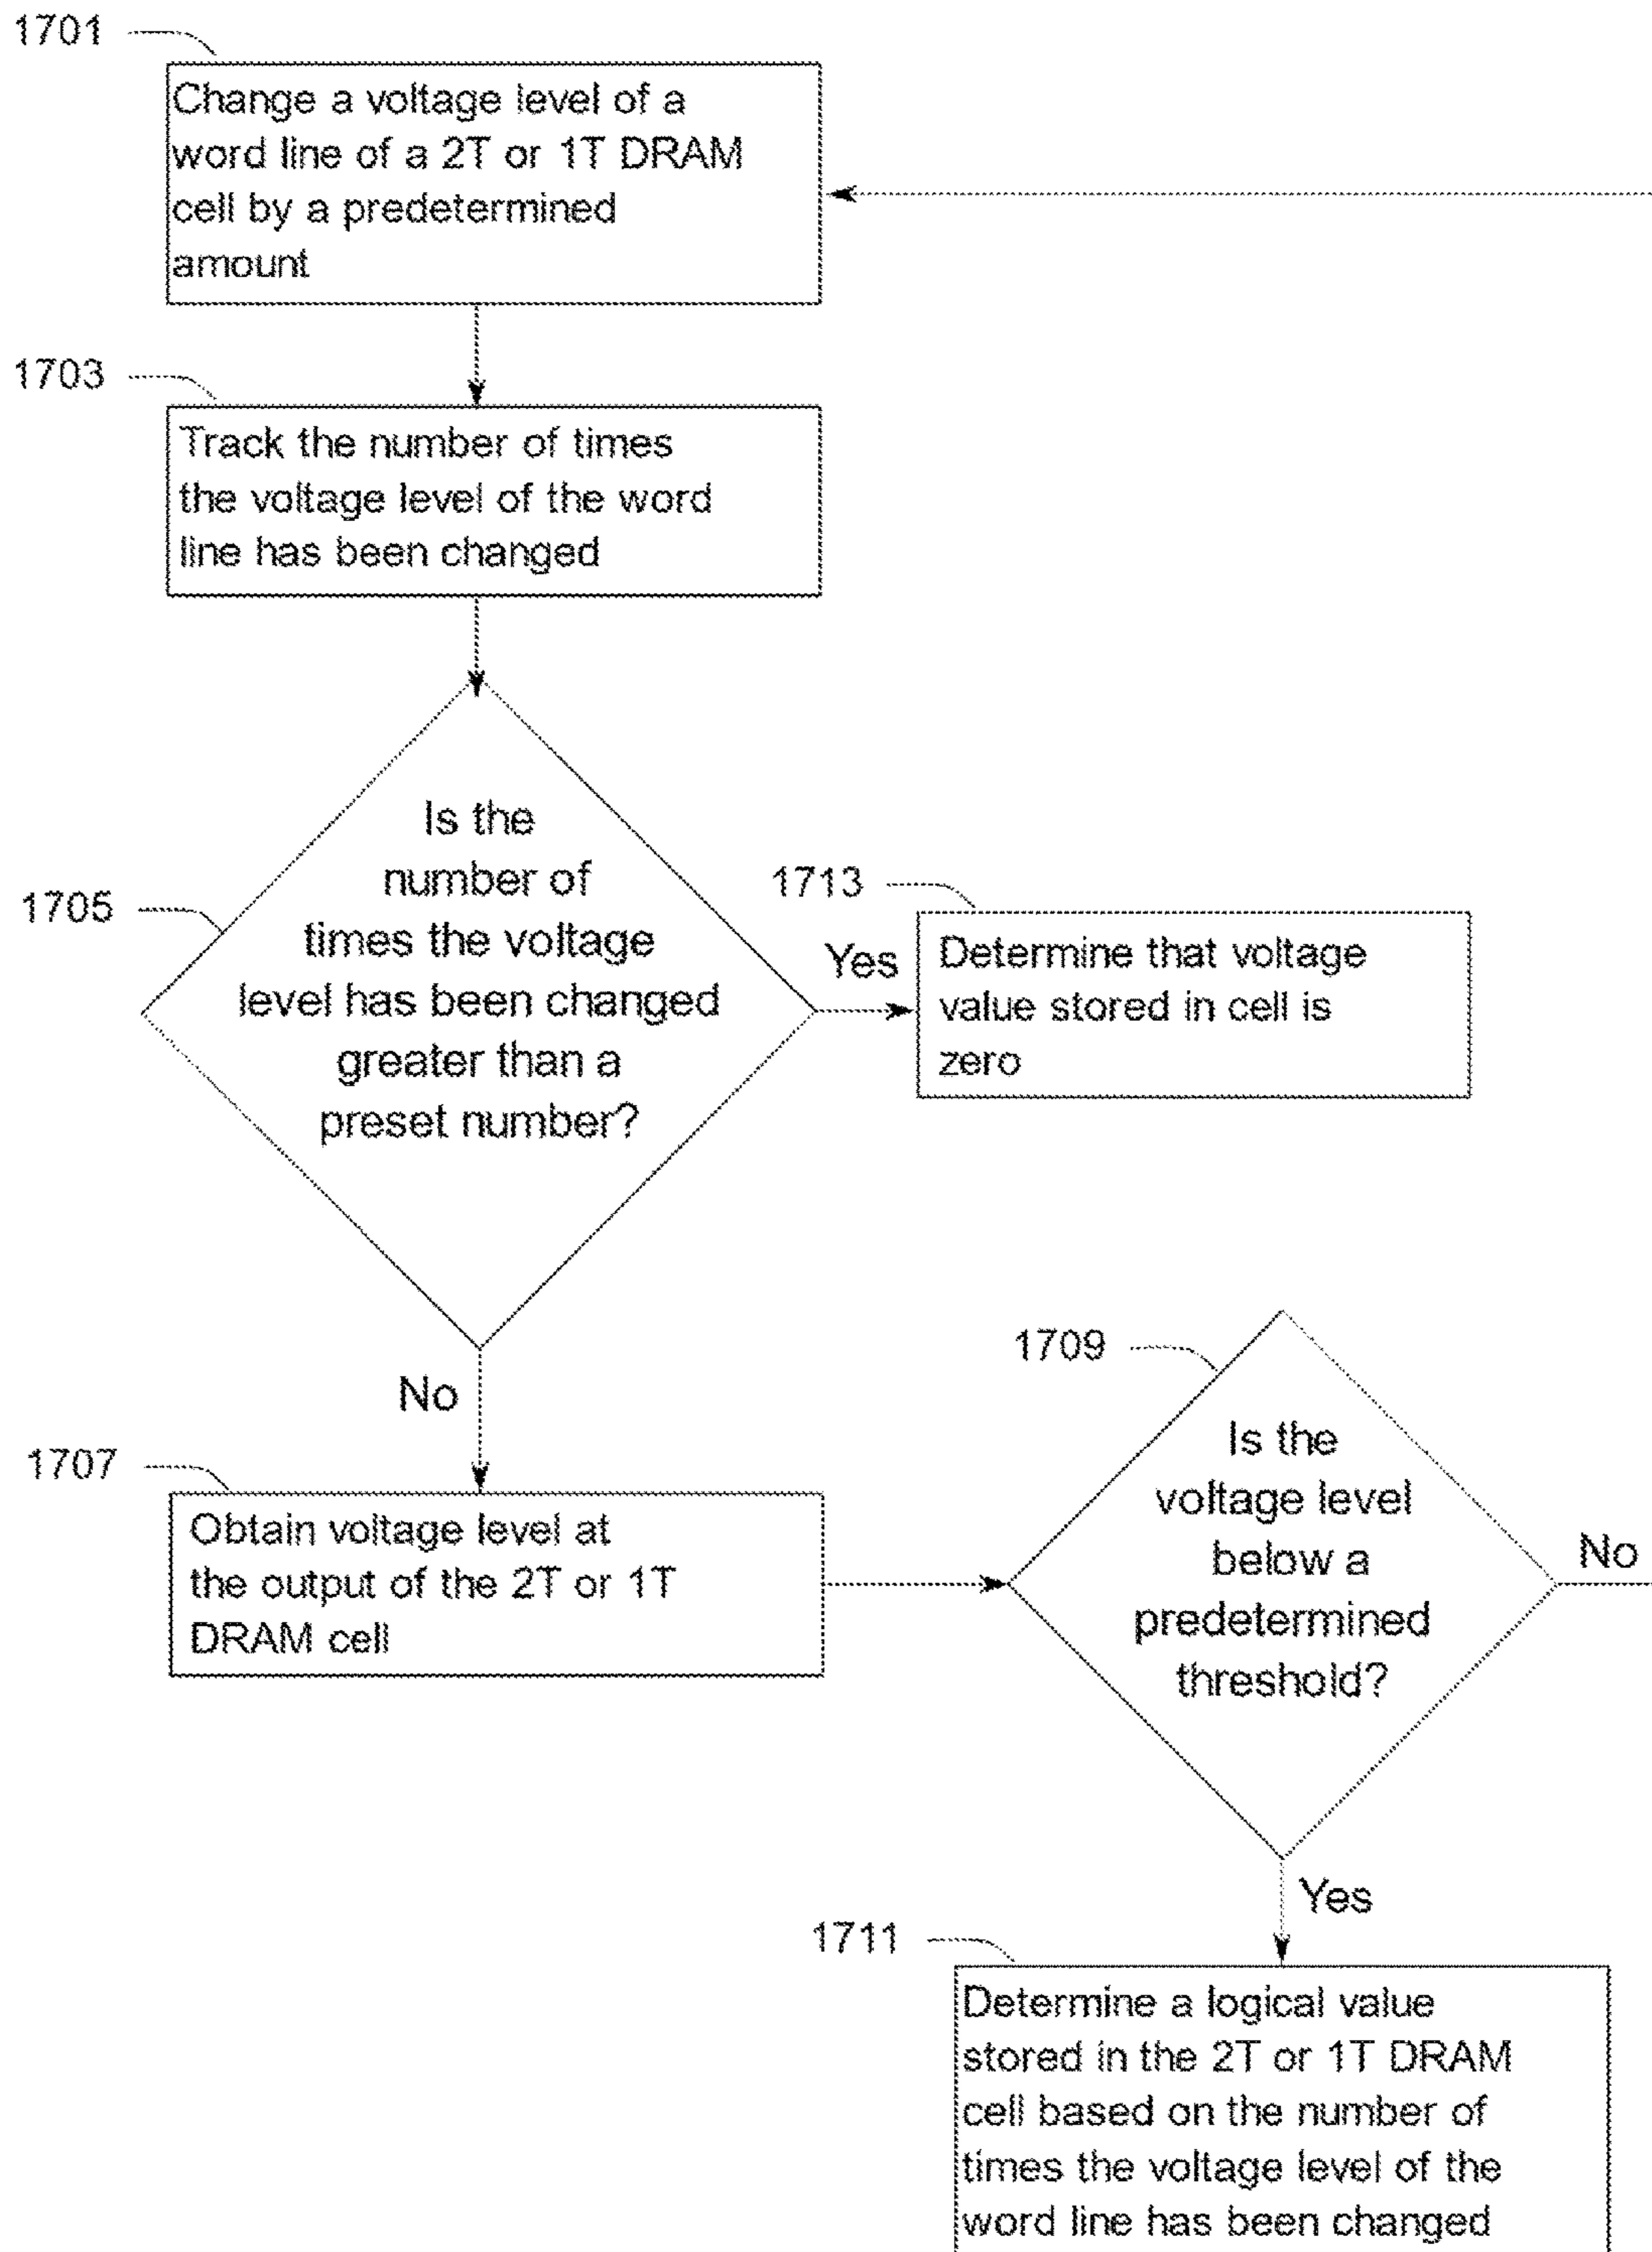 1701
Change a voltage level of a
word line of a 2T or 1T DRAM
cell by a predetermined
amount
1703
Track the number of times
the voltage level of the word
line has been changed
1705
Is the
number of
times the voltage
level has been changed
greater than a
preset number?
Yes
1713
Determine that voltage
value stored in cell is
zero
No
1707
Obtain voltage level at
the output of the 2T or 1T
DRAM cell
1709
Is the
voltage level
below a
predetermined
threshold?
No
Yes
1711
Determine a logical value
stored in the 2T or 1T DRAM
cell based on the number of
times the voltage level of the
word line has been changed